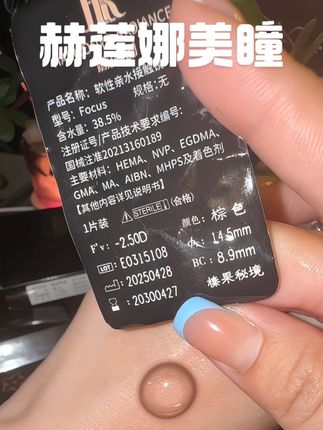 HR
赫莲娜美瞳
产品名称：软性亲水接触
型号：Focus 规格：无
含水量：38.5%
注册证号/产品技术要求编号：
国械注准20213160189
主要材料：HEMA、NVP、EGDMA、
GMA、MA、AIBN、MHPS及着色剂
【其他内容详见说明书】
1片装 STERILE (合格)
Fʹv：-2.50D 颜色：棕色
LOT：E0315108 14.5mm
20250428 BC：8.9mm
20300427 榛果秘境